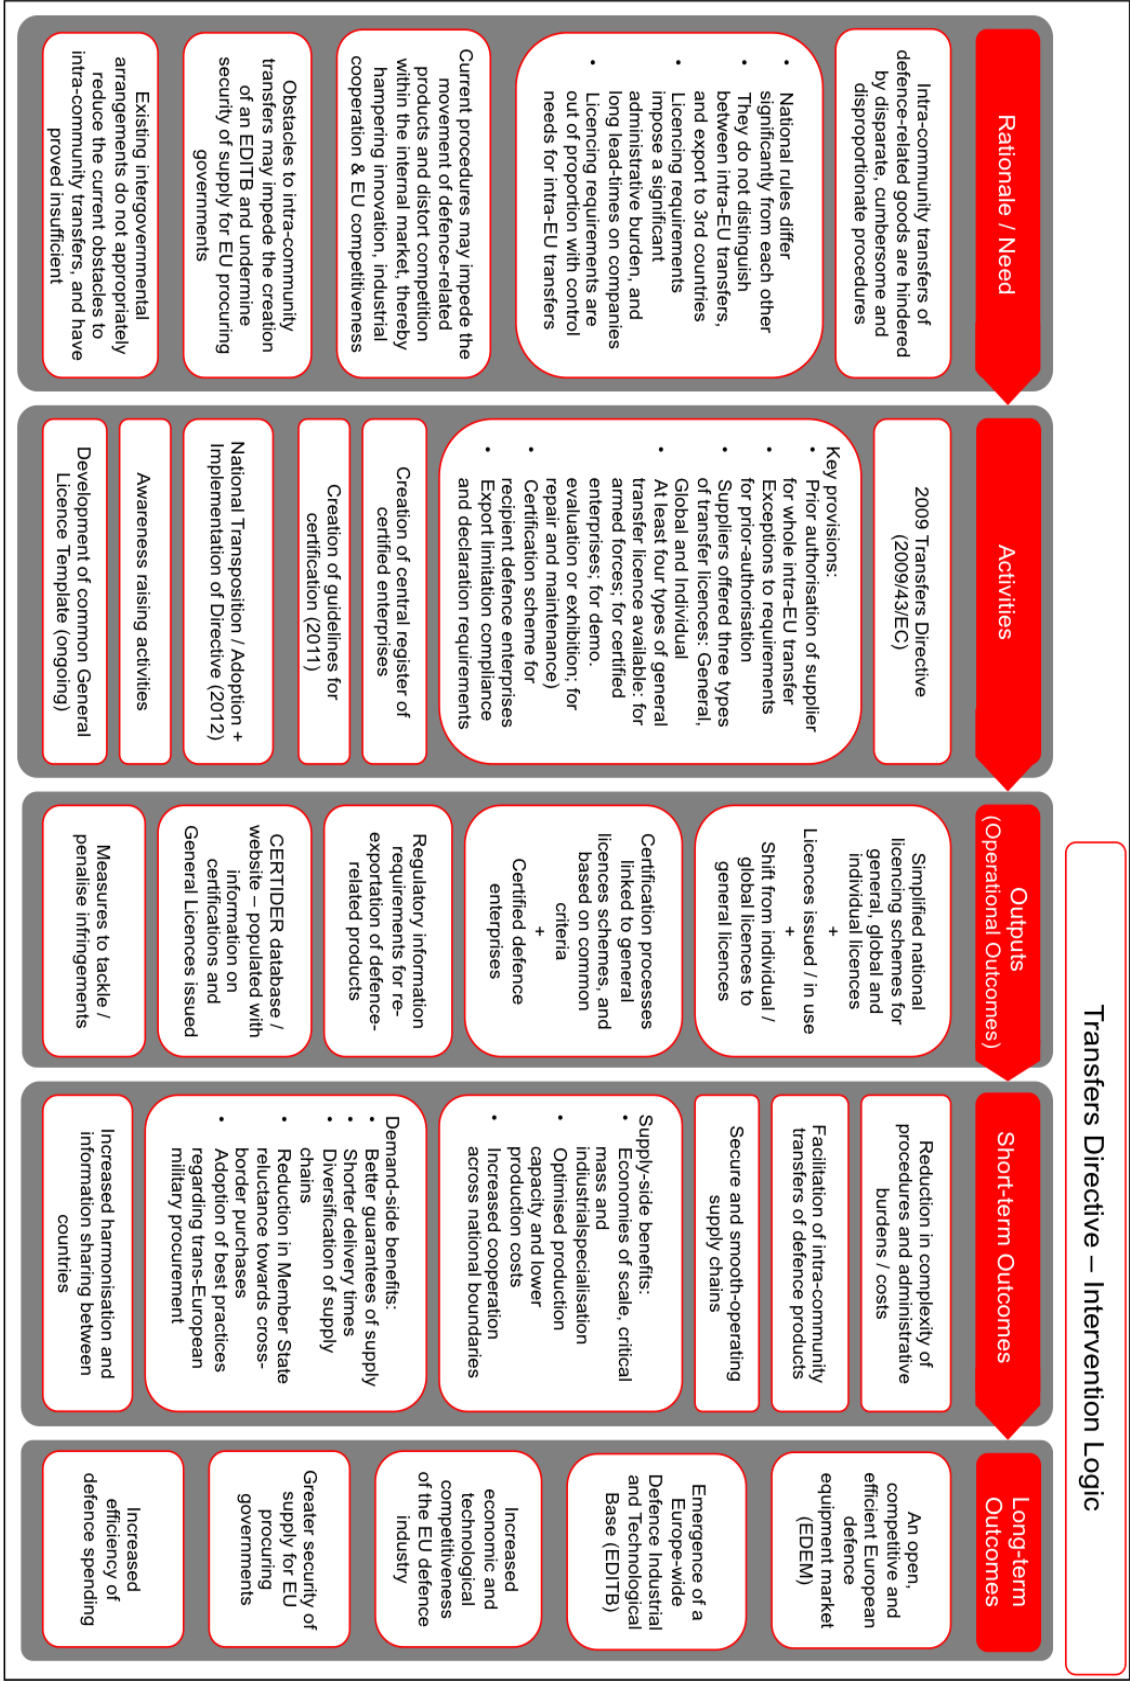 Transfers Directive – Intervention Logic
Rationale / Need
Intra-community transfers of
defence-related goods are hindered
by disparate, cumbersome and
disproportionate procedures
• National rules differ
significantly from each other
• They do not distinguish
between intra-EU transfers,
and export to 3rd countries
• Licencing requirements
impose a significant
administrative burden, and
long lead-times on companies
• Licencing requirements are
out of proportion with control
needs for intra-EU transfers
Current procedures may impede the
movement of defence-related
products and distort competition
within the internal market, thereby
hampering innovation, industrial
cooperation & EU competitiveness
Obstacles to intra-community
transfers may impede the creation
of an EDITB and undermine
security of supply for EU procuring
governments
Existing intergovernmental
arrangements do not appropriately
reduce the current obstacles to
intra-community transfers, and have
proved insufficient
Activities
2009 Transfers Directive
(2009/43/EC)
Key provisions:
• Prior authorisation of supplier
for whole intra-EU transfer
• Exceptions to requirements
for prior-authorisation
• Suppliers offered three types
of transfer licences: General,
Global and Individual
• At least four types of general
transfer licence available: for
armed forces; for certified
enterprises; for demo.
evaluation or exhibition; for
repair and maintenance)
• Certification scheme for
recipient defence enterprises
• Export limitation compliance
and declaration requirements
Creation of central register of
certified enterprises
Creation of guidelines for
certification (2011)
National Transposition / Adoption +
Implementation of Directive (2012)
Awareness raising activities
Development of common General
Licence Template (ongoing)
Outputs
(Operational Outcomes)
Simplified national
licencing schemes for
general, global and
individual licences
+
Licences issued / in use
+
Shift from individual /
global licences to
general licences
Certification processes
linked to general
licences schemes, and
based on common
criteria
+
Certified defence
enterprises
Regulatory information
requirements for re-
exportation of defence-
related products
CERTIDER database /
website – populated with
information on
certifications and
General Licences issued
Measures to tackle /
penalise infringements
Short-term Outcomes
Reduction in complexity of
procedures and administrative
burdens / costs
Facilitation of intra-community
transfers of defence products
Secure and smooth-operating
supply chains
Supply-side benefits:
• Economies of scale, critical
mass and
indiustrialspecialisation
• Optimised production
capacity and lower
production costs
• Increased cooperation
across national boundaries
Demand-side benefits:
• Better guarantees of supply
• Shorter delivery times
• Diversification of supply
chains
• Reduction in Member State
reluctance towards cross-
border purchases
• Adoption of best practices
regarding trans-European
military procurement
Increased harmonisation and
information sharing between
countries
Long-term
Outcomes
An open,
competitive and
efficient European
defence
equipment market
(EDEM)
Emergence of a
Europe-wide
Defence Industrial
and Technological
Base (EDITB)
Increased
economic and
technological
competitiveness
of the EU defence
industry
Greater security of
supply for EU
procuring
governments
Increased
efficiency of
defence spending